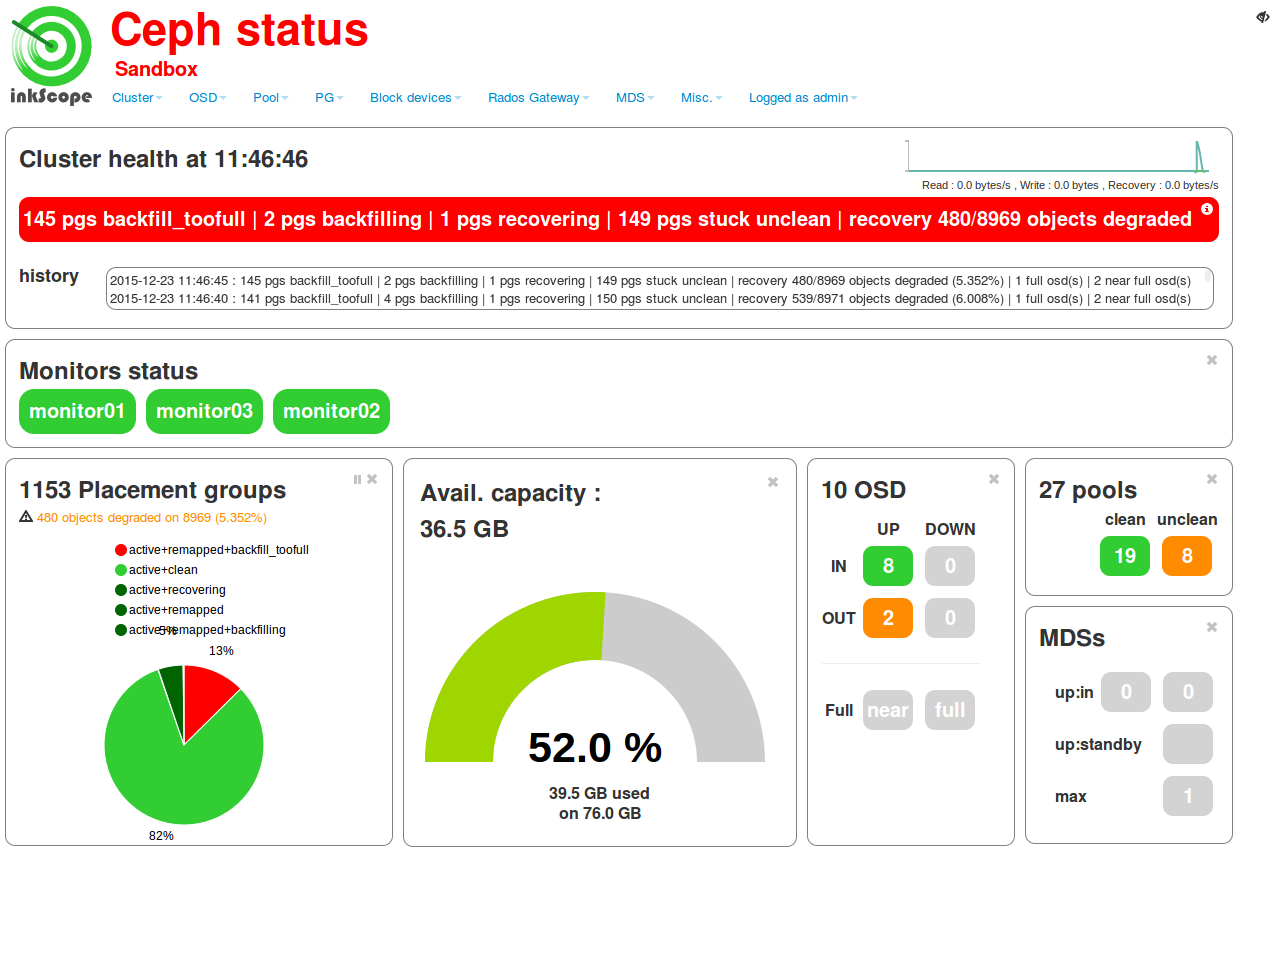 Ceph status
Sandbox
inkScope
Cluster OSD Pool PG Block devices Rados Gateway MDS Misc. Logged as admin
Cluster health at 11:46:46
Read : 0.0 bytes/s , Write : 0.0 bytes , Recovery : 0.0 bytes/s
145 pgs backfill_toofull | 2 pgs backfilling | 1 pgs recovering | 149 pgs stuck unclean | recovery 480/8969 objects degraded
history
2015-12-23 11:46:45 : 145 pgs backfill_toofull | 2 pgs backfilling | 1 pgs recovering | 149 pgs stuck unclean | recovery 480/8969 objects degraded (5.352%) | 1 full osd(s) | 2 near full osd(s)
2015-12-23 11:46:40 : 141 pgs backfill_toofull | 4 pgs backfilling | 1 pgs recovering | 150 pgs stuck unclean | recovery 539/8971 objects degraded (6.008%) | 1 full osd(s) | 2 near full osd(s)
Monitors status
monitor01 monitor03 monitor02
1153 Placement groups
480 objects degraded on 8969 (5.352%)
active+remapped+backfill_toofull
active+clean
active+recovering
active+remapped
active+remapped+backfilling
5%
13%
82%
Avail. capacity :
36.5 GB
52.0 %
39.5 GB used
on 76.0 GB
10 OSD
UP DOWN
IN 8 0
OUT 2 0
Full near full
27 pools
clean unclean
19 8
MDSs
up:in 0 0
up:standby
max 1